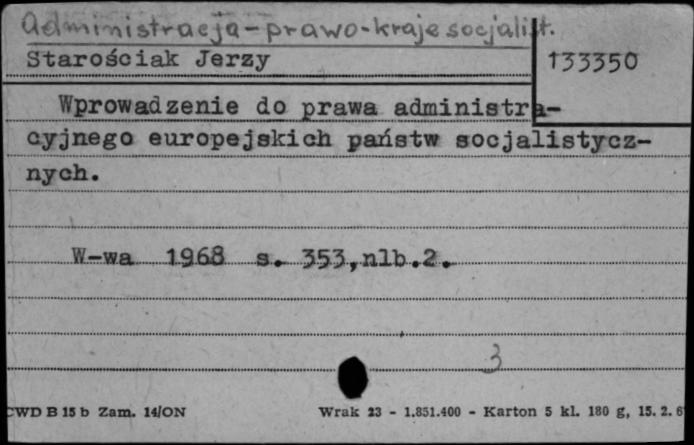 Administracja-prawo-kraje socjalist.
Starościak Jerzy
133350
Wprowadzenie do prawa administra-
cyjnego europejskich państw socjalistycz-
nych.
W-wa 1968 s. 353,nlb.2.
3
CWD B 15 b Zam. 14/ON
Wrak 23 - 1.851.400 - Karton 5 kl. 180 g, 15. 2. 6